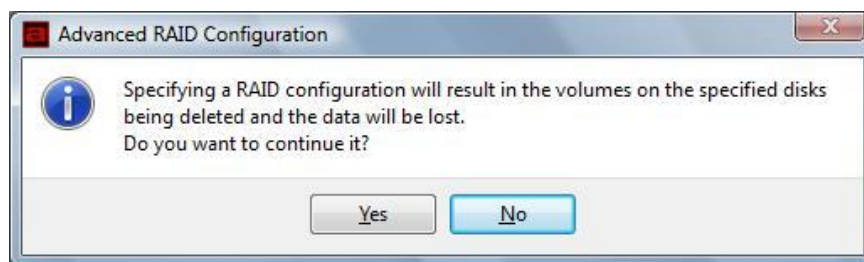 Advanced RAID Configuration
Specifying a RAID configuration will result in the volumes on the specified disks
being deleted and the data will be lost.
Do you want to continue it?
Yes No